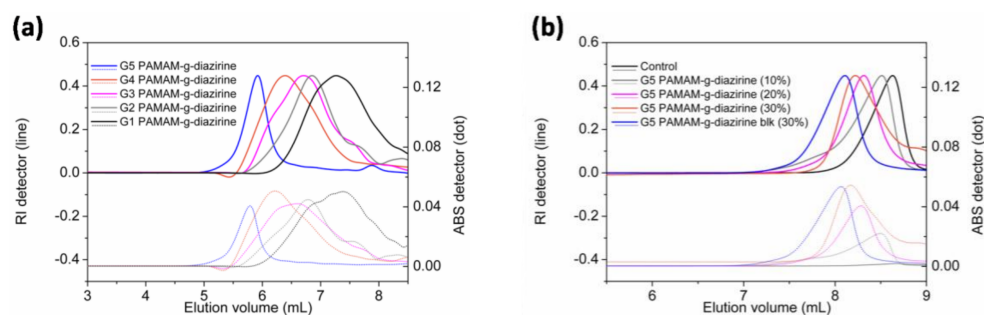 (a)
0.6
0.4
0.2
0.0
-0.2
-0.4
RI detector (line)
G5 PAMAM-g-diazirine
G4 PAMAM-g-diazirine
G3 PAMAM-g-diazirine
G2 PAMAM-g-diazirine
G1 PAMAM-g-diazirine
0.12
0.08
0.04
0.00
ABS detector (dot)
3 4 5 6 7 8
Elution volume (mL)
(b)
0.6
0.4
0.2
0.0
-0.2
-0.4
RI detector (line)
Control
G5 PAMAM-g-diazirine (10%)
G5 PAMAM-g-diazirine (20%)
G5 PAMAM-g-diazirine (30%)
G5 PAMAM-g-diazirine blk (30%)
0.12
0.08
0.04
0.00
ABS detector (dot)
6 7 8 9
Elution volume (mL)